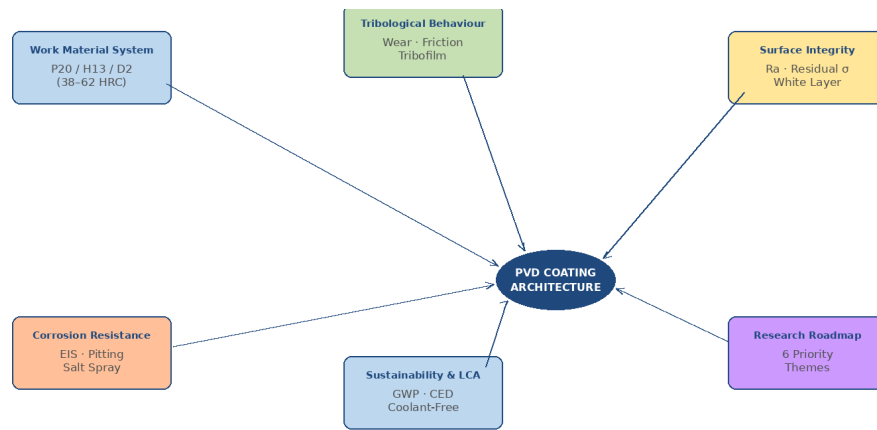 Tribological Behaviour
Wear · Friction
Tribofilm
Work Material System
P20 / H13 / D2
(38–62 HRC)
Surface Integrity
Ra · Residual σ
White Layer
PVD COATING
ARCHITECTURE
Corrosion Resistance
EIS · Pitting
Salt Spray
Research Roadmap
6 Priority
Themes
Sustainability & LCA
GWP · CED
Coolant-Free